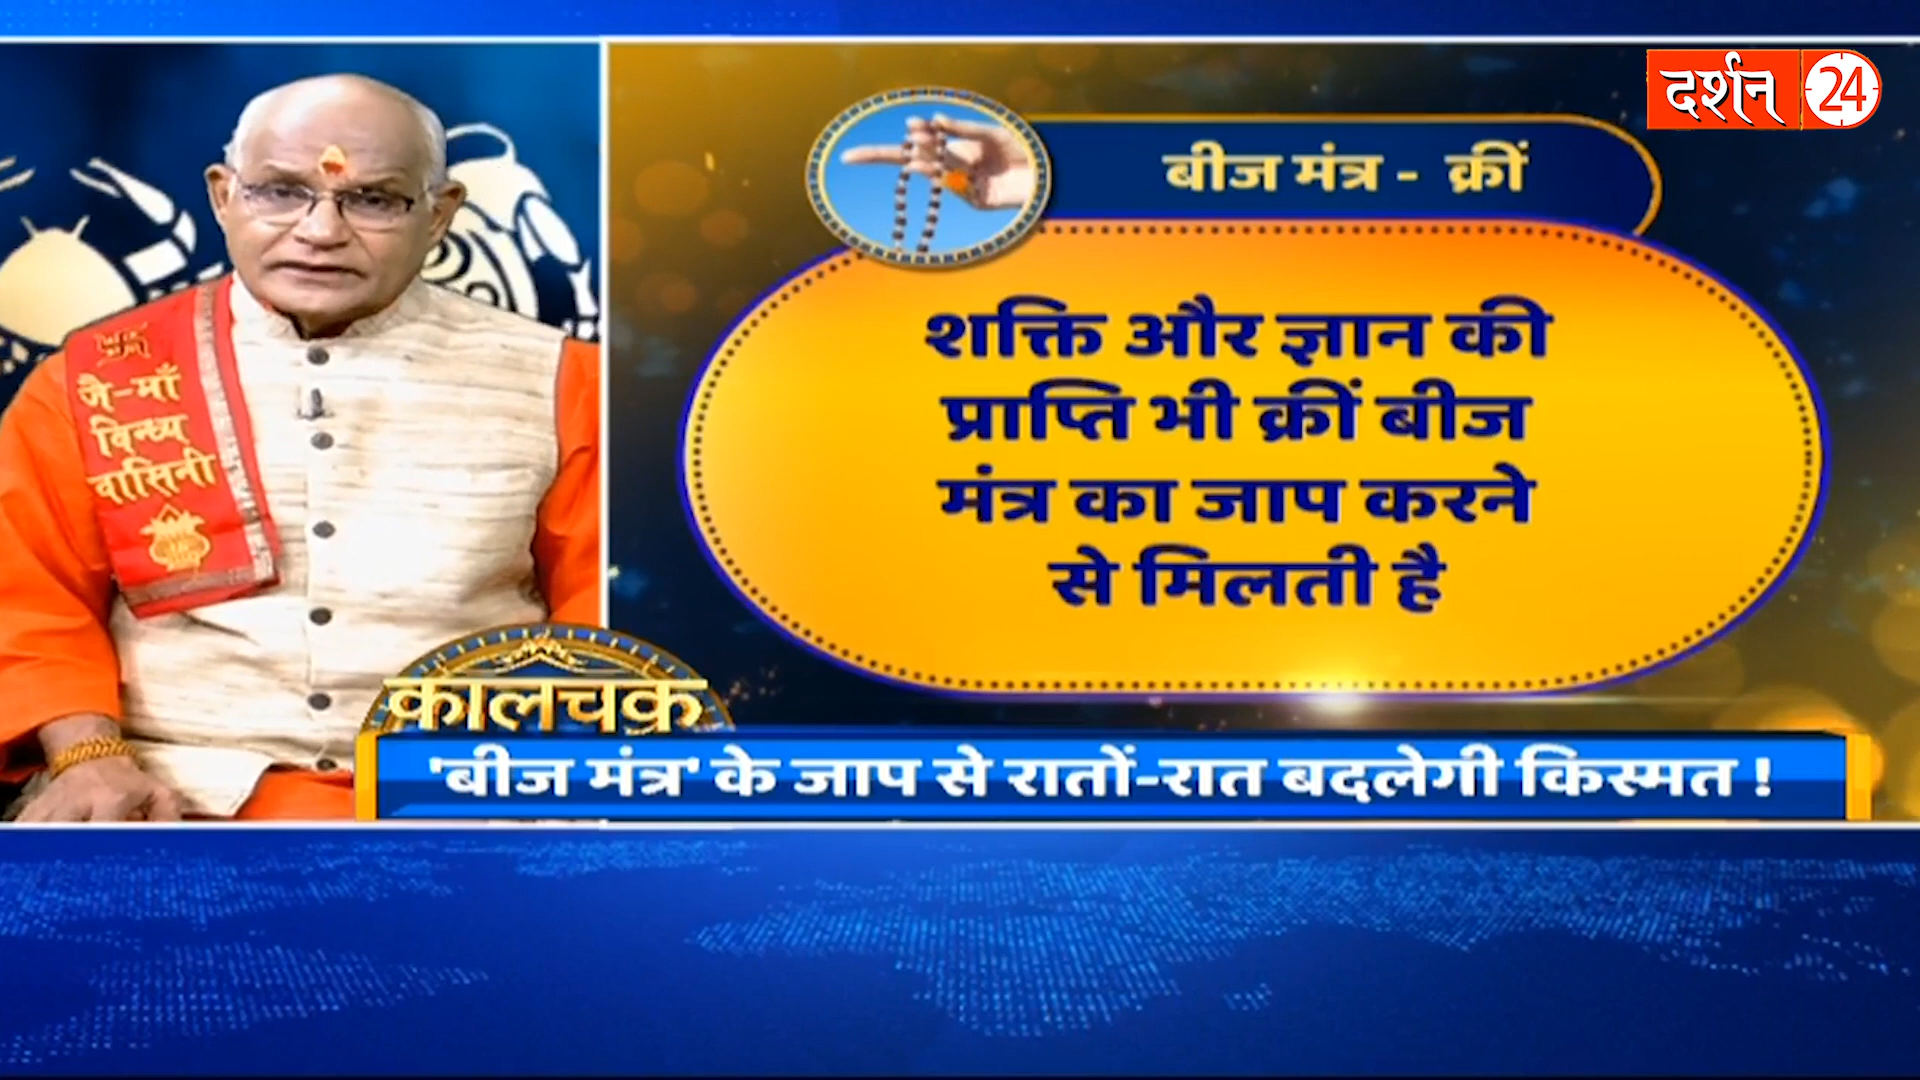 दर्शन 24
बीज मंत्र - क्रीं
शक्ति और ज्ञान की
प्राप्ति भी क्रीं बीज
मंत्र का जाप करने
से मिलती है
जै-माँ
विन्ध्य
वासिनी
कालचक्र
'बीज मंत्र' के जाप से रातों-रात बदलेगी किस्मत !